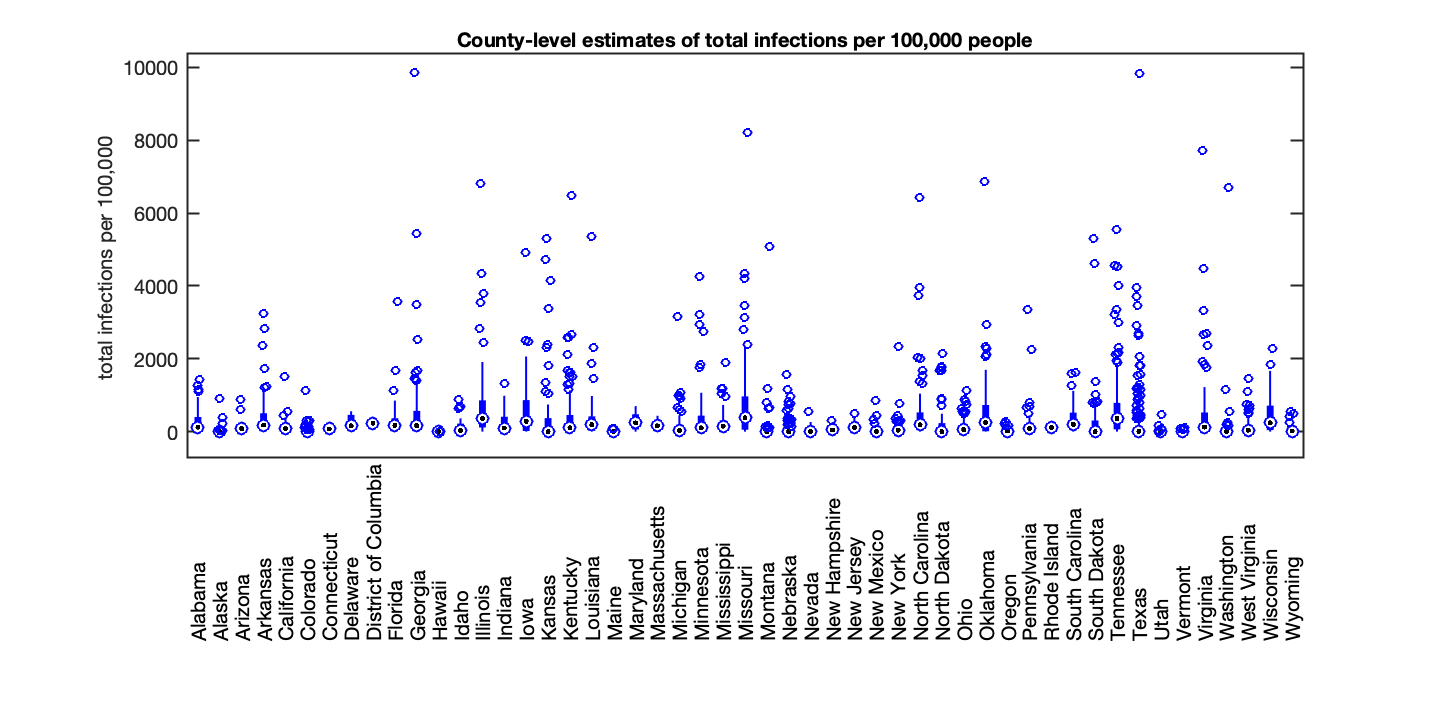 County-level estimates of total infections per 100,000 people
10000
8000
6000
4000
2000
0
total infections per 100,000
Alabama
Alaska
Arizona
Arkansas
California
Colorado
Connecticut
Delaware
District of Columbia
Florida
Georgia
Hawaii
Idaho
Illinois
Indiana
Iowa
Kansas
Kentucky
Louisiana
Maine
Maryland
Massachusetts
Michigan
Minnesota
Mississippi
Missouri
Montana
Nebraska
Nevada
New Hampshire
New Jersey
New Mexico
New York
North Carolina
North Dakota
Ohio
Oklahoma
Oregon
Pennsylvania
Rhode Island
South Carolina
South Dakota
Tennessee
Texas
Utah
Vermont
Virginia
Washington
West Virginia
Wisconsin
Wyoming